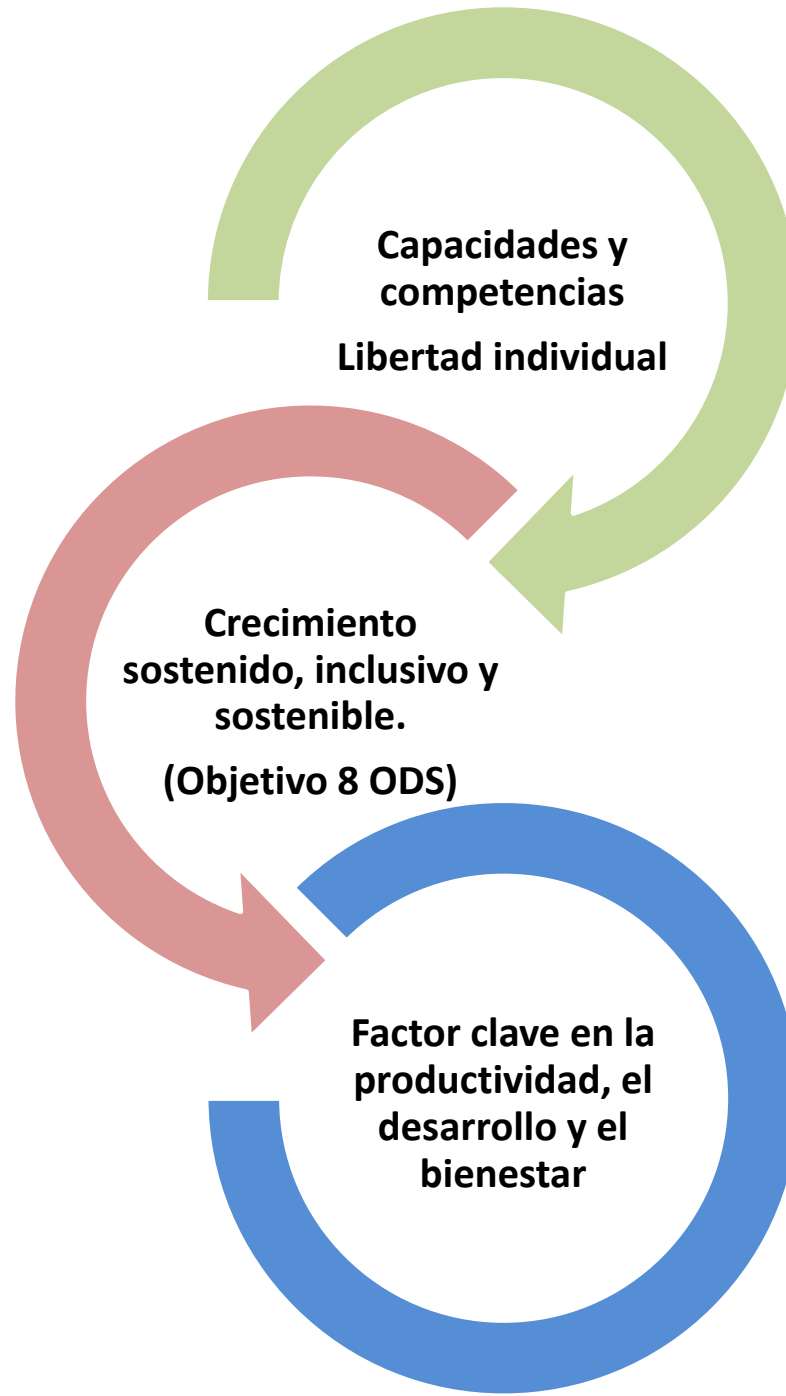 Capacidades y
competencias
Libertad individual
Crecimiento
sostenido, inclusivo y
sostenible.
(Objetivo 8 ODS)
Factor clave en la
productividad, el
desarrollo y el
bienestar